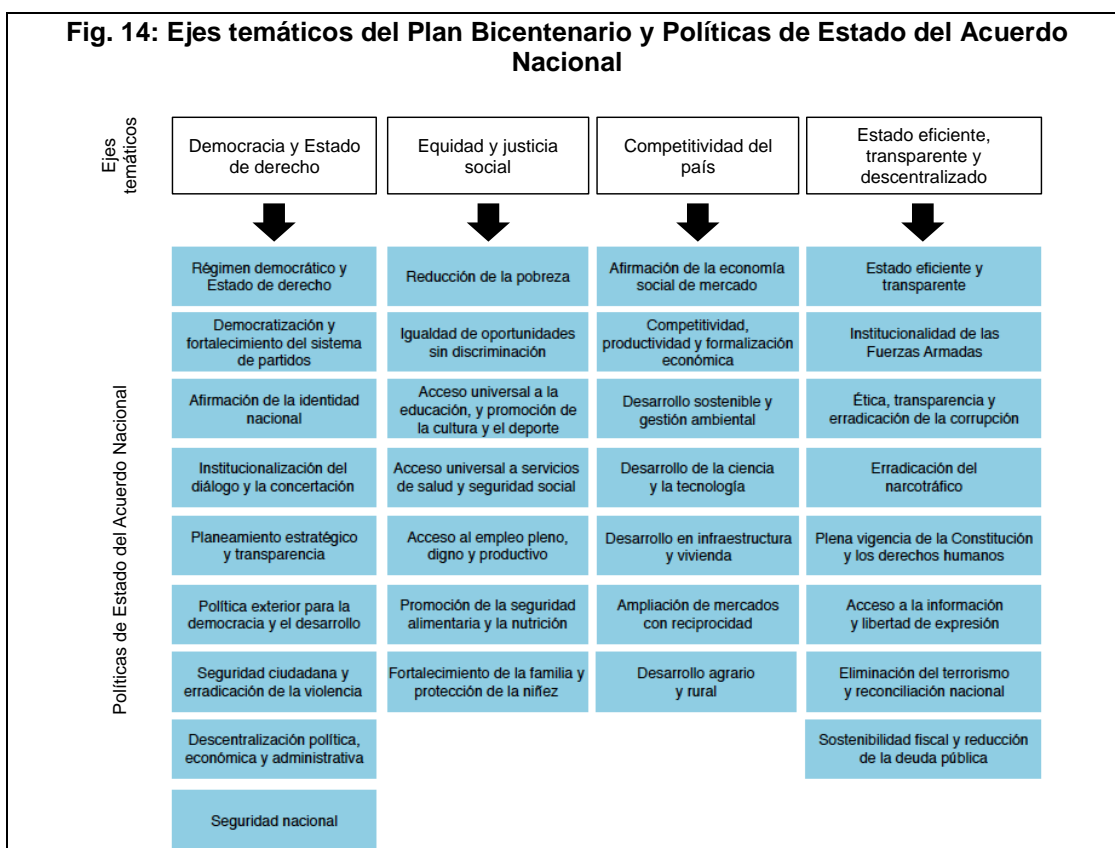 Fig. 14: Ejes temáticos del Plan Bicentenario y Políticas de Estado del Acuerdo
Nacional
Ejes
temáticos
Democracia y Estado
de derecho
Equidad y justicia
social
Competitividad del
país
Estado eficiente,
transparente y
descentralizado
Políticas de Estado del Acuerdo Nacional
Régimen democrático y
Estado de derecho
Democratización y
fortalecimiento del sistema
de partidos
Afirmación de la identidad
nacional
Institucionalización del
diálogo y la concertación
Planeamiento estratégico
y transparencia
Política exterior para la
democracia y el desarrollo
Seguridad ciudadana y
erradicación de la violencia
Descentralización política,
económica y administrativa
Seguridad nacional
Reducción de la pobreza
Igualdad de oportunidades
sin discriminación
Acceso universal a la
educación, y promoción de
la cultura y el deporte
Acceso universal a servicios
de salud y seguridad social
Acceso al empleo pleno,
digno y productivo
Promoción de la seguridad
alimentaria y la nutrición
Fortalecimiento de la familia y
protección de la niñez
Afirmación de la economía
social de mercado
Competitividad,
productividad y formalización
económica
Desarrollo sostenible y
gestión ambiental
Desarrollo de la ciencia
y la tecnología
Desarrollo en infraestructura
y vivienda
Ampliación de mercados
con reciprocidad
Desarrollo agrario
y rural
Estado eficiente y
transparente
Institucionalidad de las
Fuerzas Armadas
Ética, transparencia y
erradicación de la corrupción
Erradicación del
narcotráfico
Plena vigencia de la Constitución
y los derechos humanos
Acceso a la información
y libertad de expresión
Eliminación del terrorismo
y reconciliación nacional
Sostenibilidad fiscal y reducción
de la deuda pública